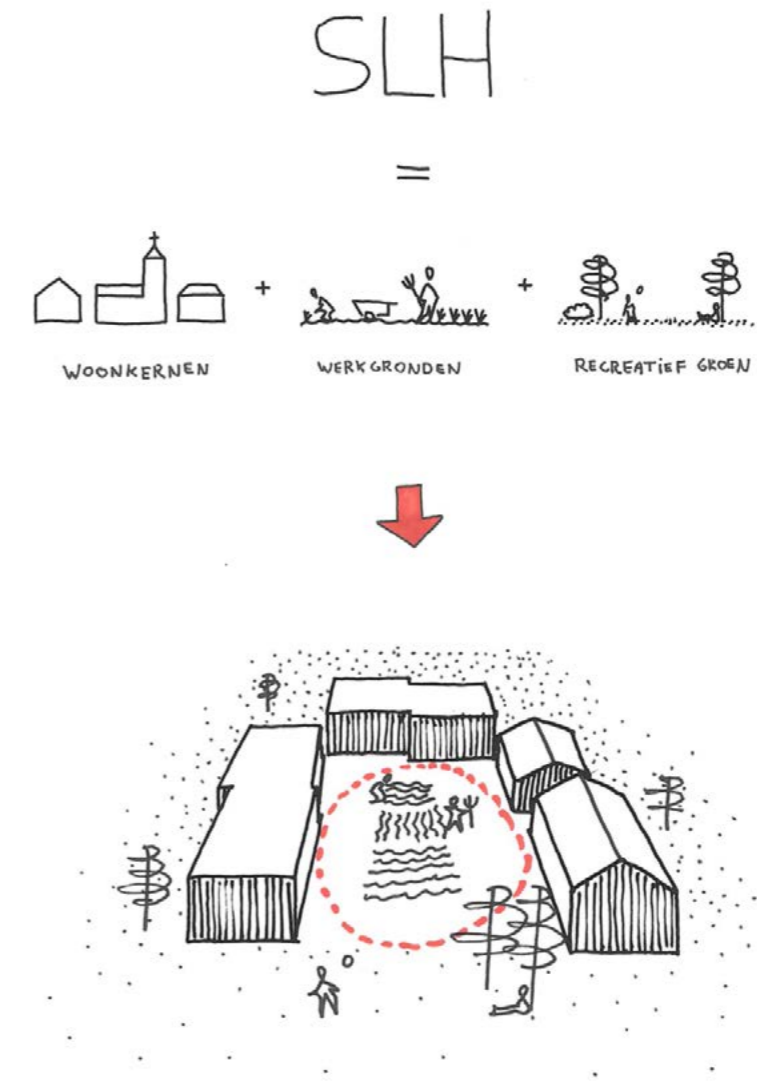 SLH
=
+ +
WOONKERNEN WERKGRONDEN RECREATiEF GROEN